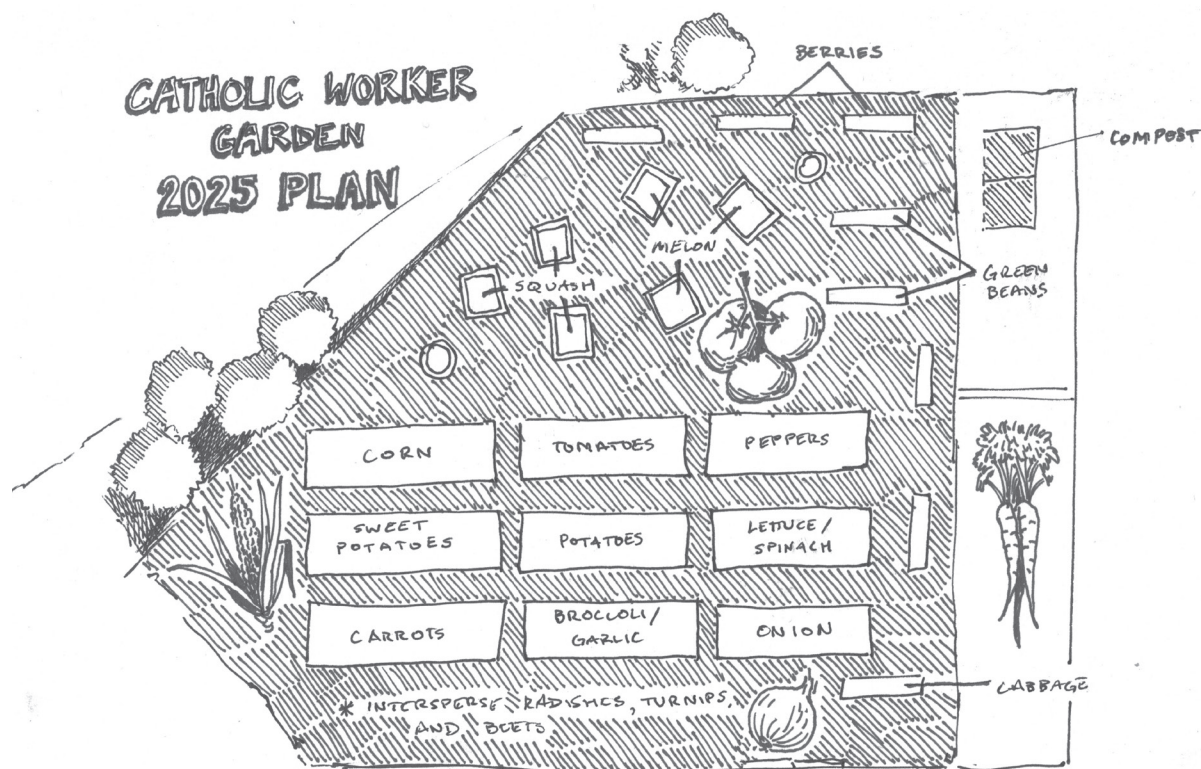 CATHOLIC WORKER
GARDEN
2025 PLAN
BERRIES
COMPOST
MELON
SQUASH
GREEN
BEANS
CORN
TOMATOES
PEPPERS
SWEET
POTATOES
POTATOES
LETTUCE/
SPINACH
CARROTS
BROCCOLI/
GARLIC
ONION
CABBAGE
* INTERSPERSE RADISHES, TURNIPS,
AND BEETS